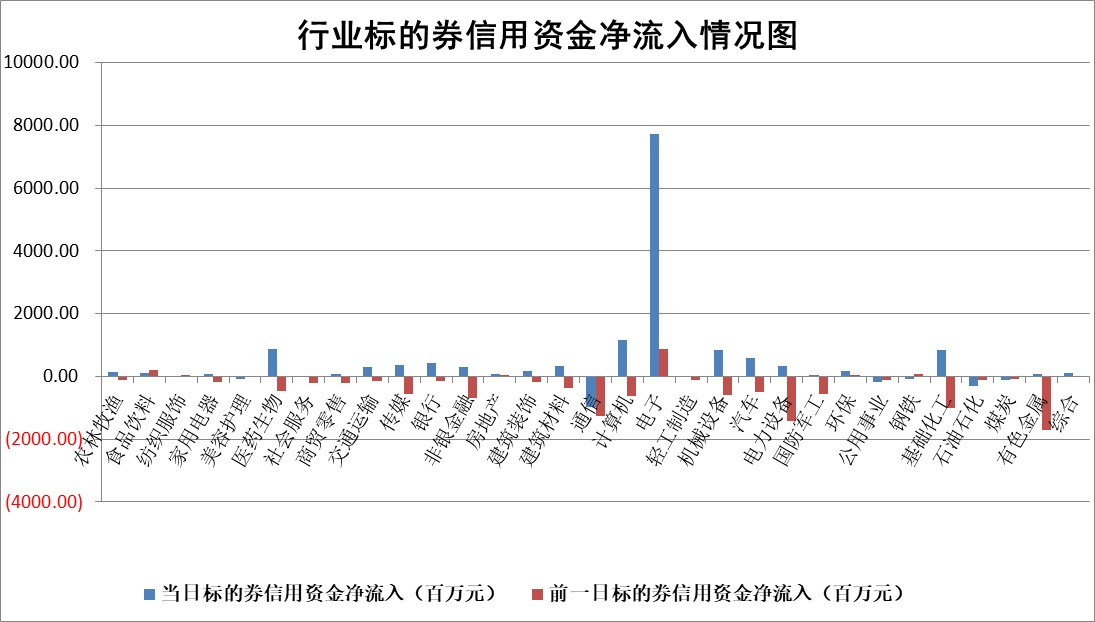 行业标的券信用资金净流入情况图
10000.00
8000.00
6000.00
4000.00
2000.00
0.00
(2000.00)
(4000.00)
农林牧渔
食品饮料
纺织服饰
家用电器
美容护理
医药生物
社会服务
商贸零售
交通运输
传媒
银行
非银金融
房地产
建筑装饰
建筑材料
通信
计算机
电子
轻工制造
机械设备
汽车
电力设备
国防军工
环保
公用事业
钢铁
基础化工
石油石化
煤炭
有色金属
综合
当日标的券信用资金净流入（百万元）
前一日标的券信用资金净流入（百万元）